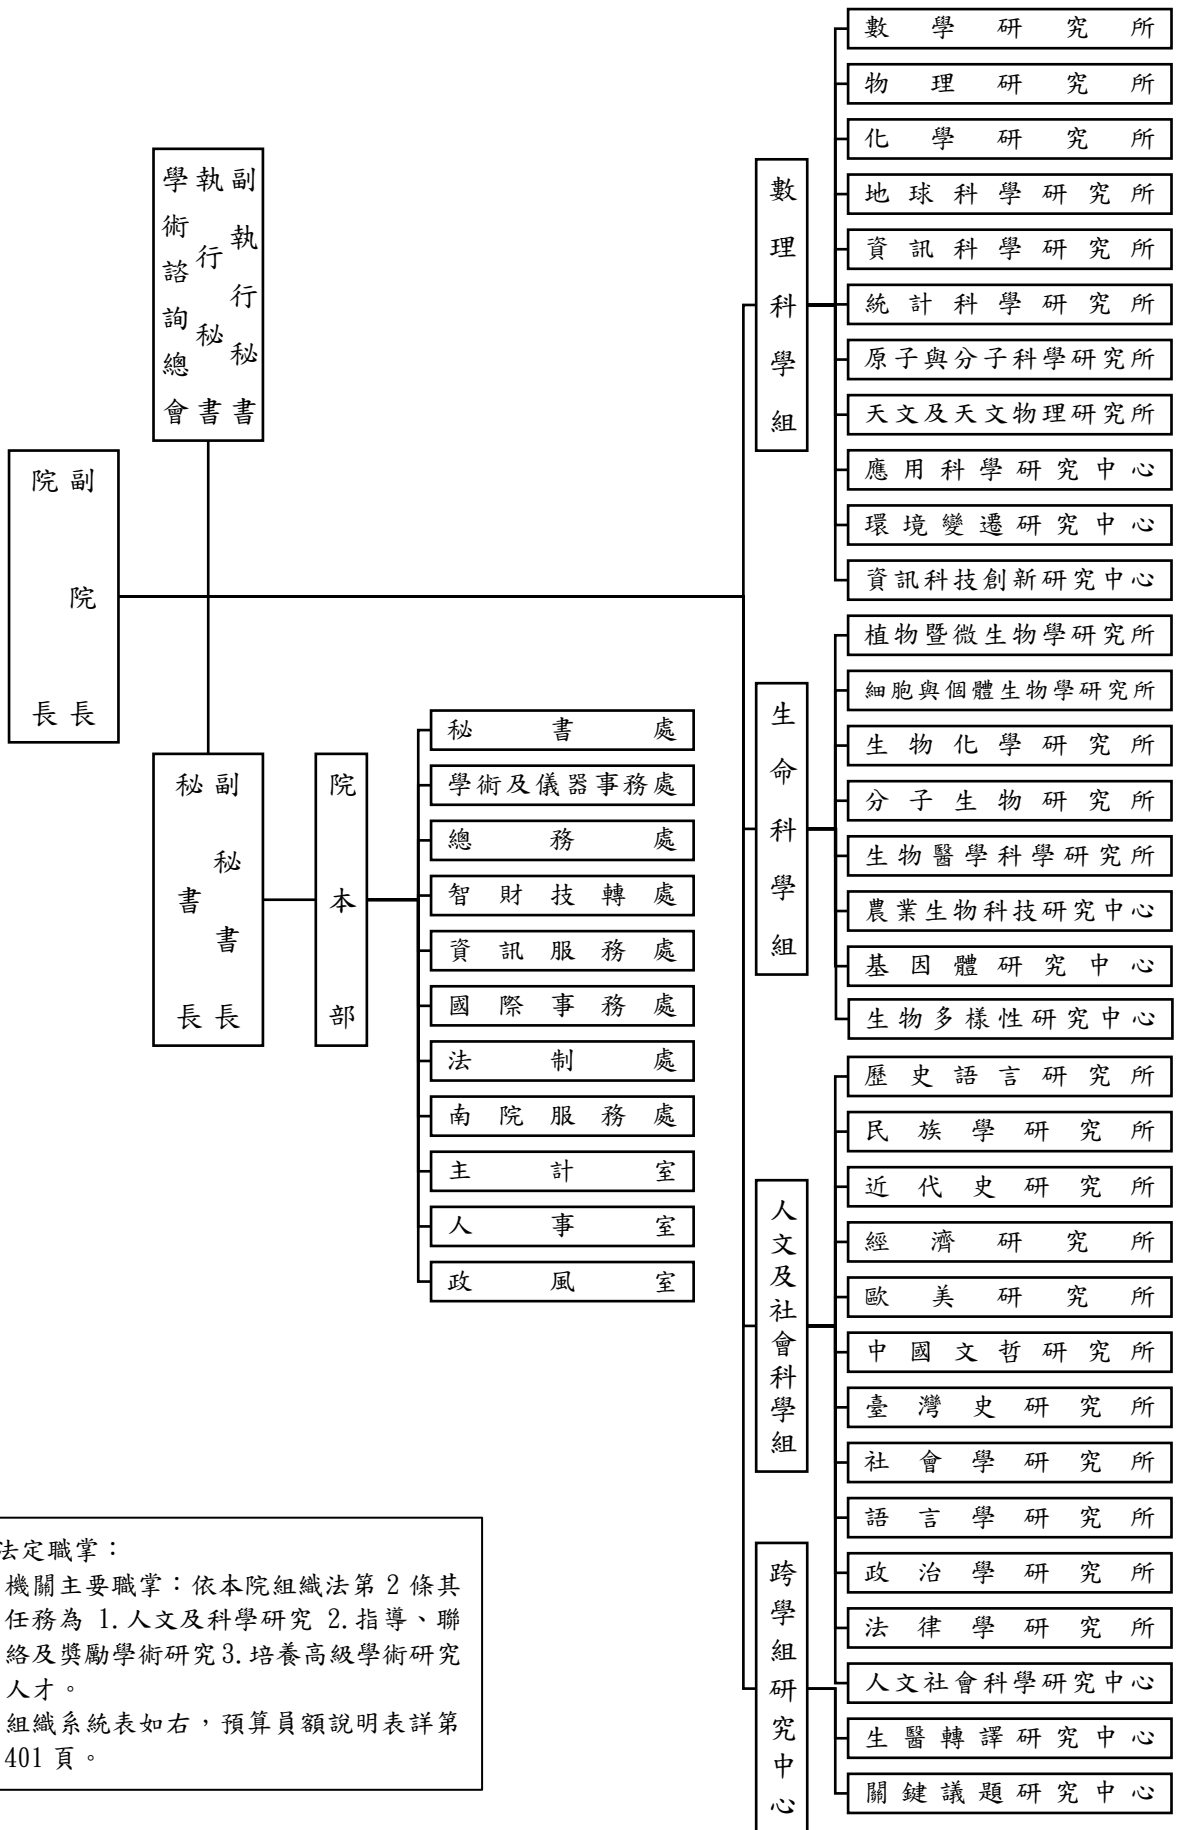 院長
副院長
學術諮詢總會
執行秘書
副執行秘書
秘書長
副秘書長
院本部
秘書處
學術及儀器事務處
總務處
智財技轉處
資訊服務處
國際事務處
法制處
南院服務處
主計室
人事室
政風室
數理科學組
數學研究所
物理研究所
化學研究所
地球科學研究所
資訊科學研究所
統計科學研究所
原子與分子科學研究所
天文及天文物理研究所
應用科學研究中心
環境變遷研究中心
資訊科技創新研究中心
生命科學組
植物暨微生物學研究所
細胞與個體生物學研究所
生物化學研究所
分子生物研究所
生物醫學科學研究所
農業生物科技研究中心
基因體研究中心
生物多樣性研究中心
人文及社會科學組
歷史語言研究所
民族學研究所
近代史研究所
經濟研究所
歐美研究所
中國文哲研究所
臺灣史研究所
社會學研究所
語言學研究所
政治學研究所
法律學研究所
人文社會科學研究中心
跨學組研究中心
生醫轉譯研究中心
關鍵議題研究中心
法定職掌：
機關主要職掌：依本院組織法第 2 條其
任務為 1.人文及科學研究 2.指導、聯
絡及獎勵學術研究3.培養高級學術研究
人才。
組織系統表如右，預算員額說明表詳第
401 頁。